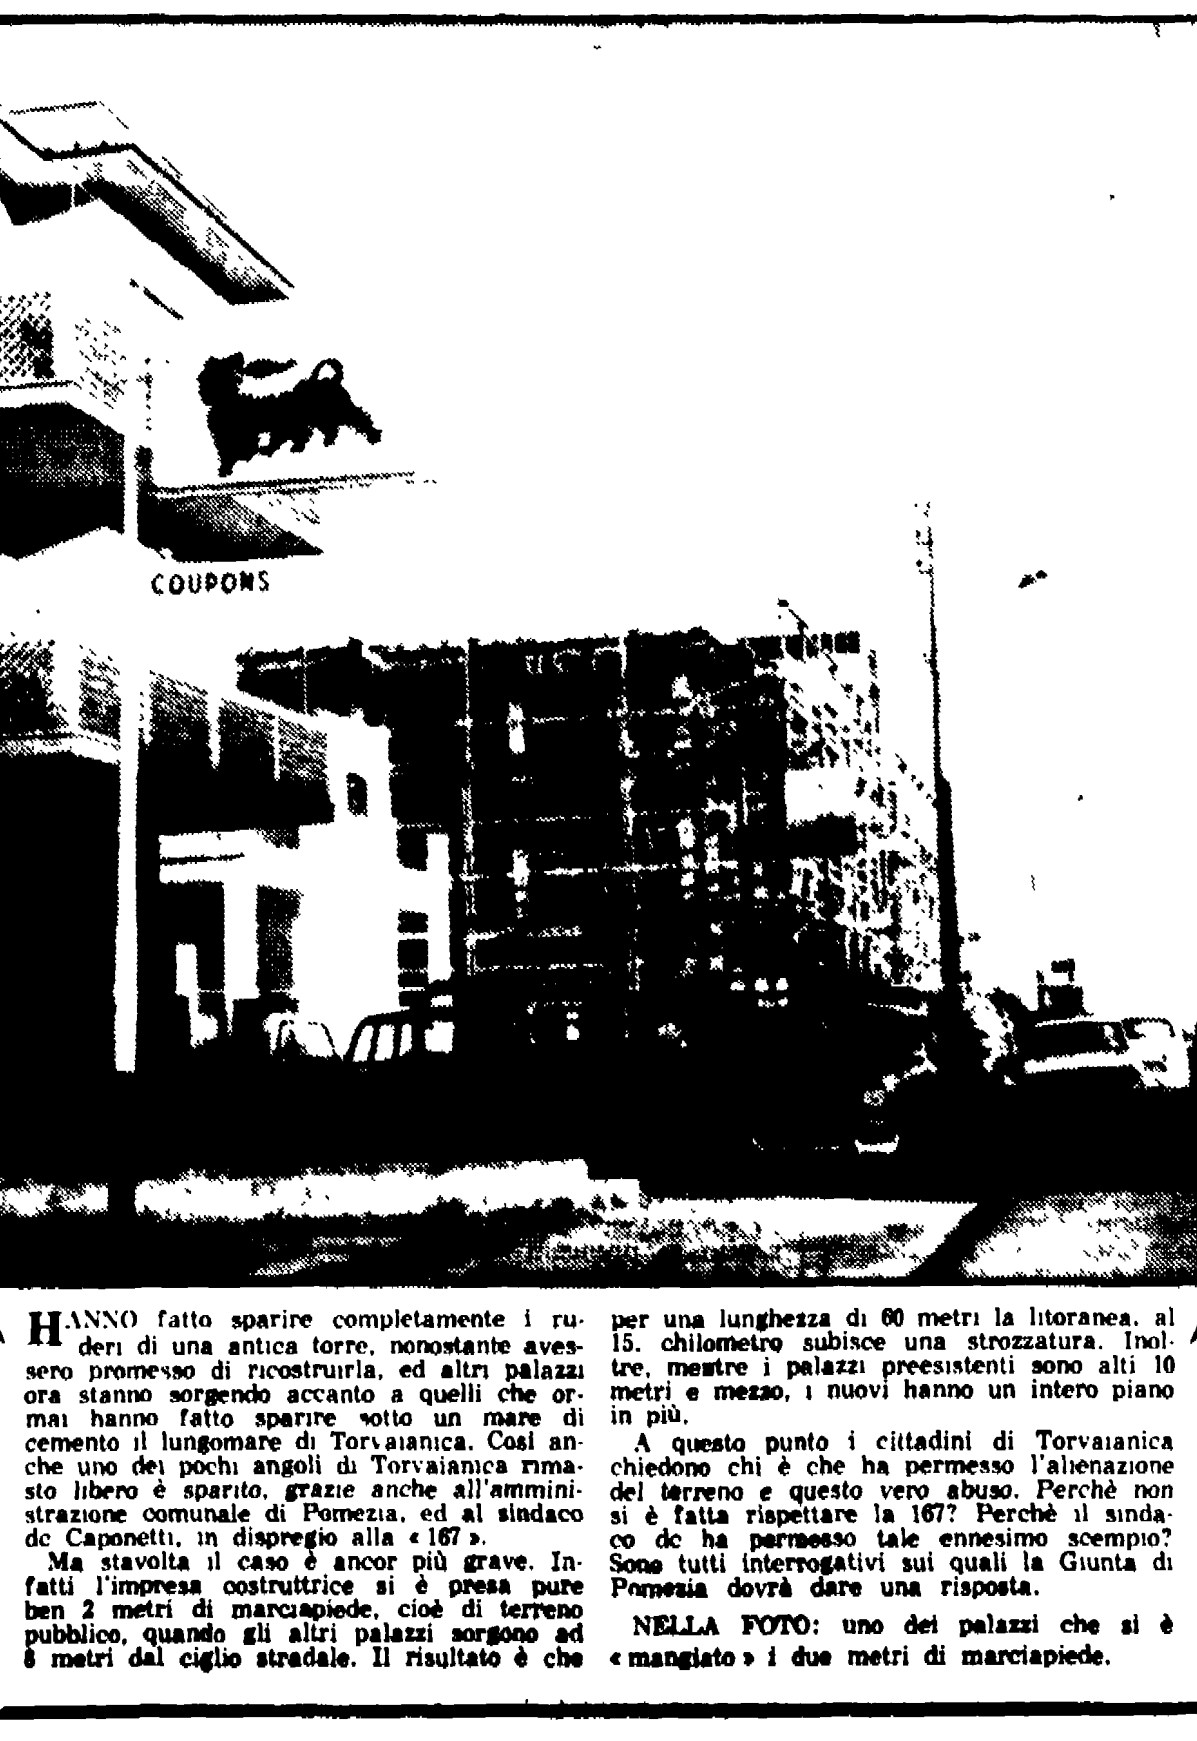 COUPONS
HANNO fatto sparire completamente i ru-
deri di una antica torre, nonostante aves-
sero promesso di ricostruirla, ed altri palazzi
ora stanno sorgendo accanto a quelli che or-
mai hanno fatto sparire sotto un mare di
cemento il lungomare di Torvaianica. Così an-
che uno dei pochi angoli di Torvaianica rima-
sto libero è sparito, grazie anche all'ammini-
strazione comunale di Pomezia, ed al sindaco
dc Caponetti, in dispregio alla « 167 ».
Ma stavolta il caso è ancor più grave. In-
fatti l'impresa costruttrice si è presa pure
ben 2 metri di marciapiede, cioè di terreno
pubblico, quando gli altri palazzi sorgono ad
8 metri dal ciglio stradale. Il risultato è che
per una lunghezza di 60 metri la litoranea, al
15. chilometro subisce una strozzatura. Inol-
tre, mentre i palazzi preesistenti sono alti 10
metri e mezzo, i nuovi hanno un intero piano
in più.
A questo punto i cittadini di Torvaianica
chiedono chi è che ha permesso l'alienazione
del terreno e questo vero abuso. Perchè non
si è fatta rispettare la 167? Perchè il sinda-
co dc ha permesso tale ennesimo scempio?
Sono tutti interrogativi sui quali la Giunta di
Pomezia dovrà dare una risposta.
NELLA FOTO: uno dei palazzi che si è
« mangiato » i due metri di marciapiede.